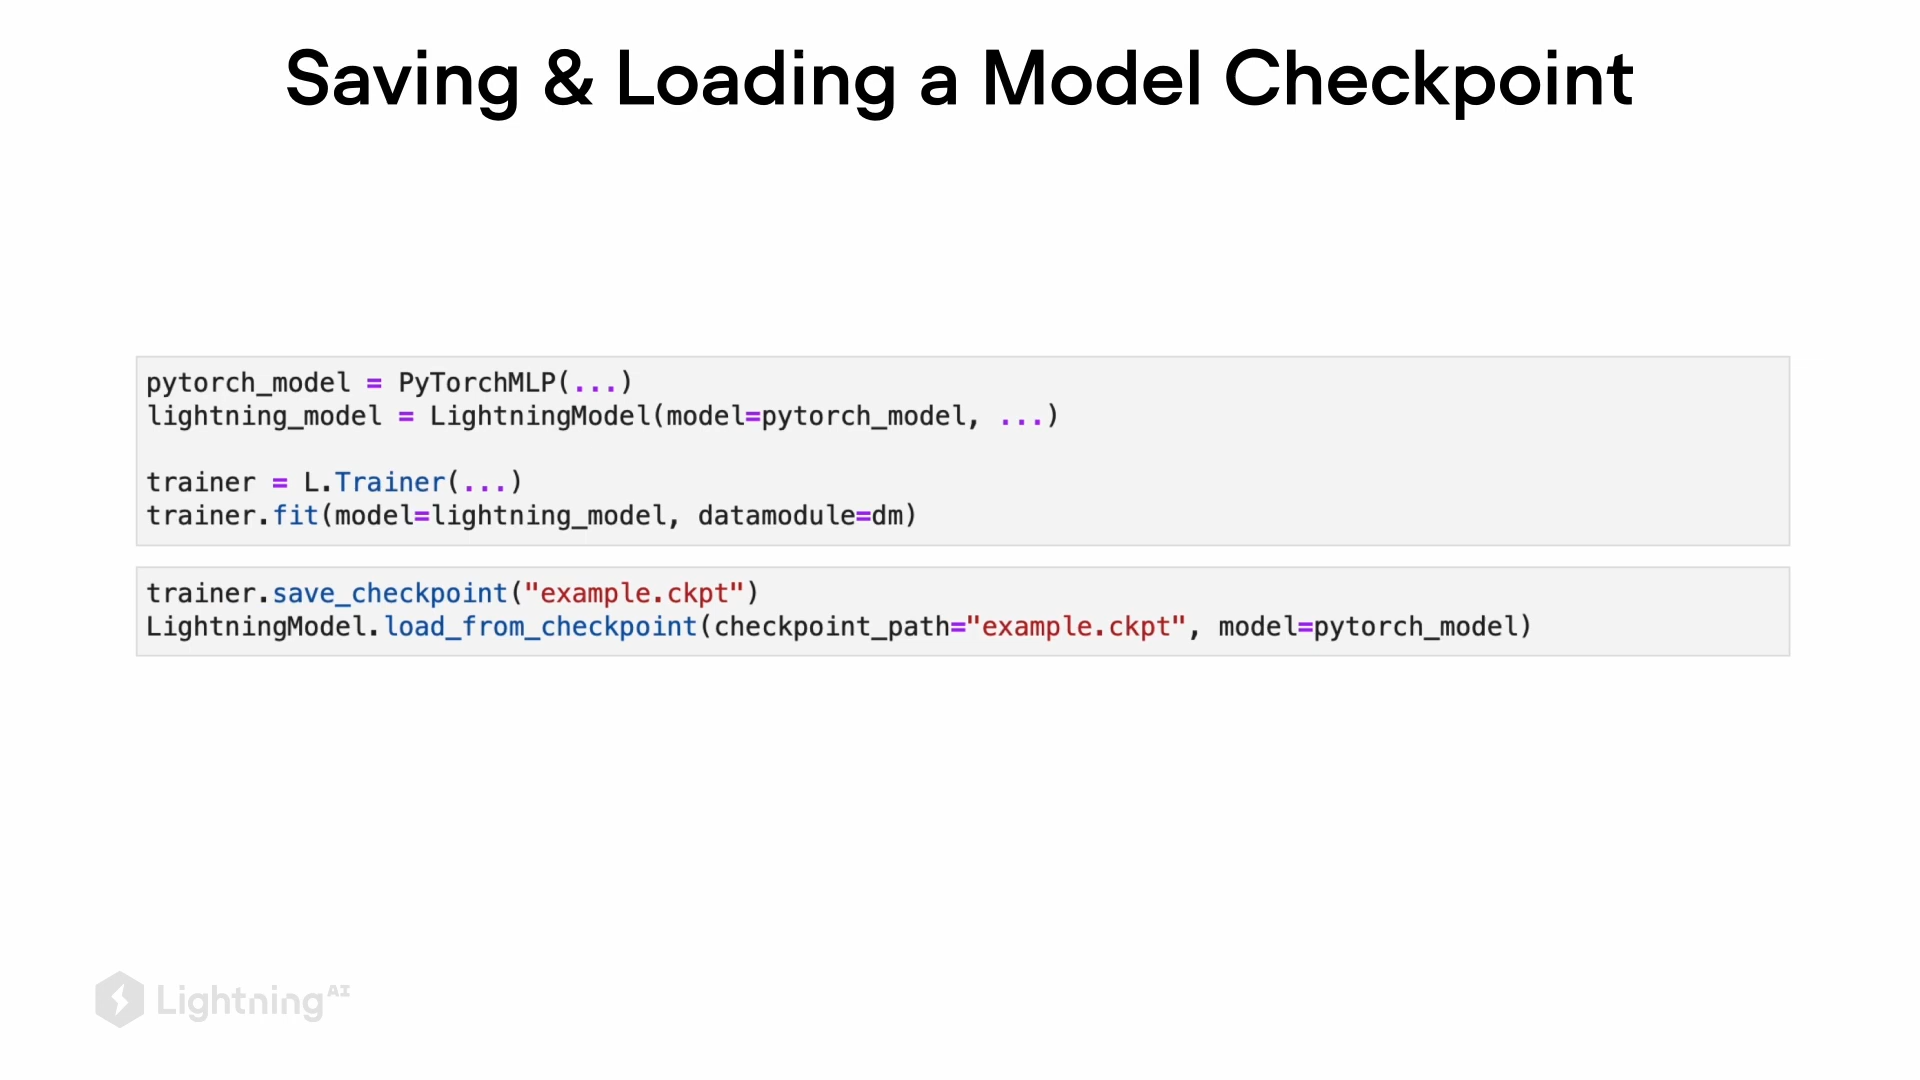 Saving & Loading a Model Checkpoint
pytorch_model = PyTorchMLP(...)
lightning_model = LightningModel(model=pytorch_model, ...)
trainer = L.Trainer(...)
trainer.fit(model=lightning_model, datamodule=dm)
trainer.save_checkpoint("example.ckpt")
LightningModel.load_from_checkpoint(checkpoint_path="example.ckpt", model=pytorch_model)
Lightning AI